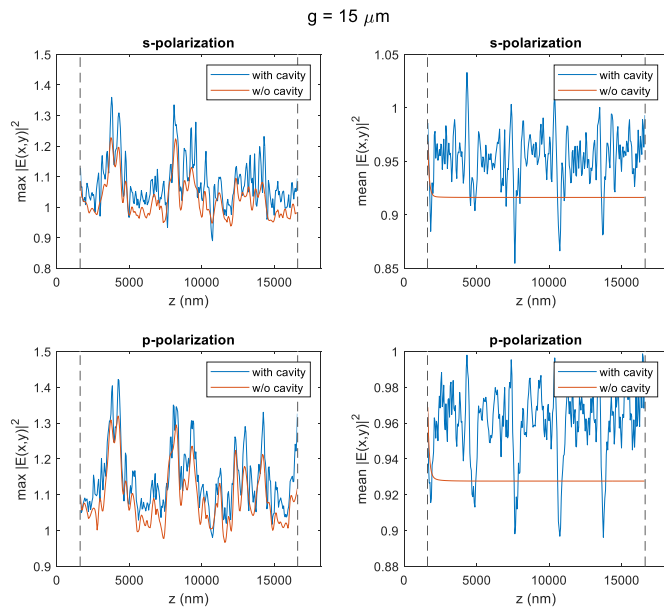 g = 15 μm
s-polarization
max |E(x,y)|²
1.5
1.4
1.3
1.2
1.1
1
0.9
0.8
with cavity
w/o cavity
0
5000
10000
15000
z (nm)
s-polarization
mean |E(x,y)|²
1.05
1
0.95
0.9
0.85
with cavity
w/o cavity
0
5000
10000
15000
z (nm)
p-polarization
max |E(x,y)|²
1.5
1.4
1.3
1.2
1.1
1
0.9
with cavity
w/o cavity
0
5000
10000
15000
z (nm)
p-polarization
mean |E(x,y)|²
1
0.98
0.96
0.94
0.92
0.9
0.88
with cavity
w/o cavity
0
5000
10000
15000
z (nm)